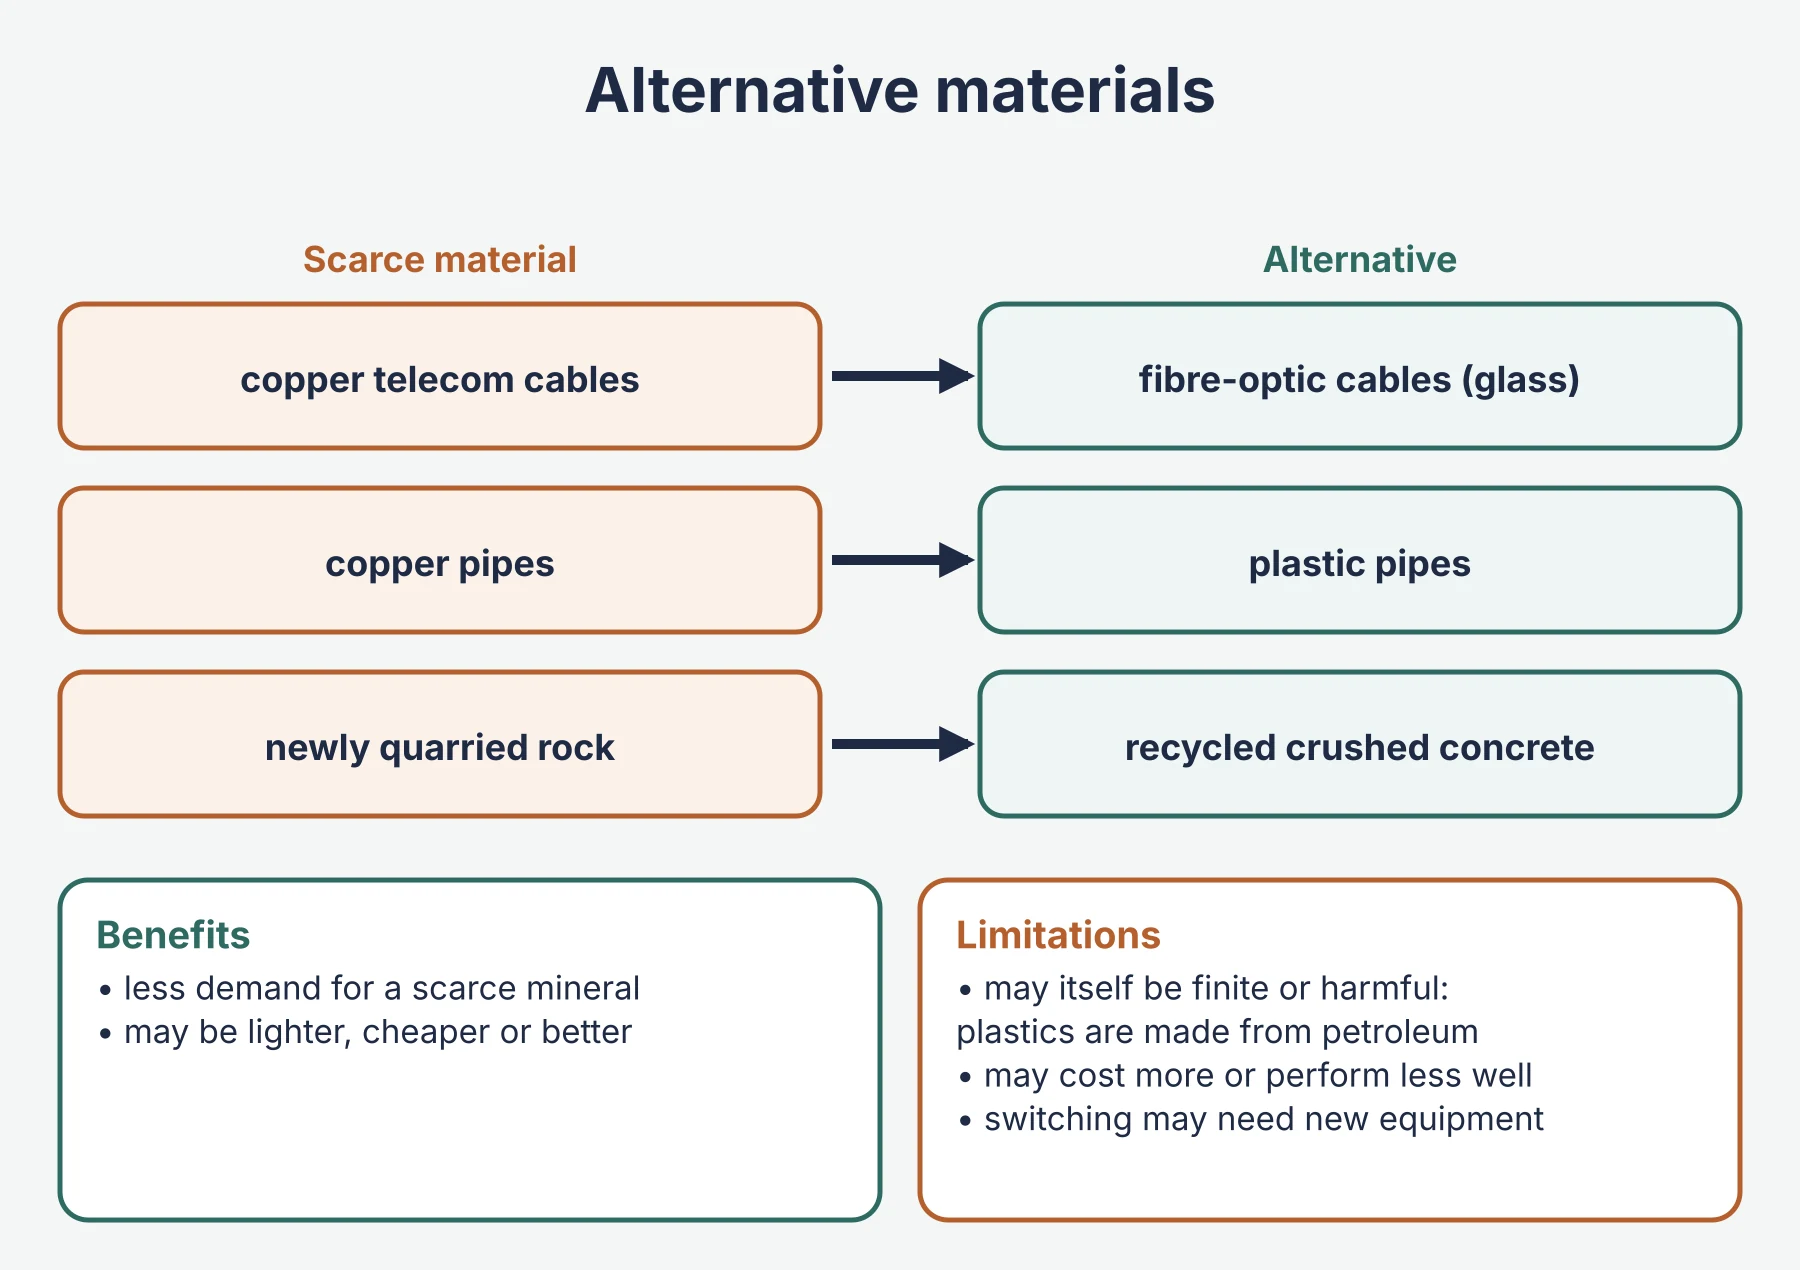 Alternative materials
Scarce material
Alternative
copper telecom cables
fibre-optic cables (glass)
copper pipes
plastic pipes
newly quarried rock
recycled crushed concrete
Benefits
• less demand for a scarce mineral
• may be lighter, cheaper or better
Limitations
• may itself be finite or harmful:
plastics are made from petroleum
• may cost more or perform less well
• switching may need new equipment